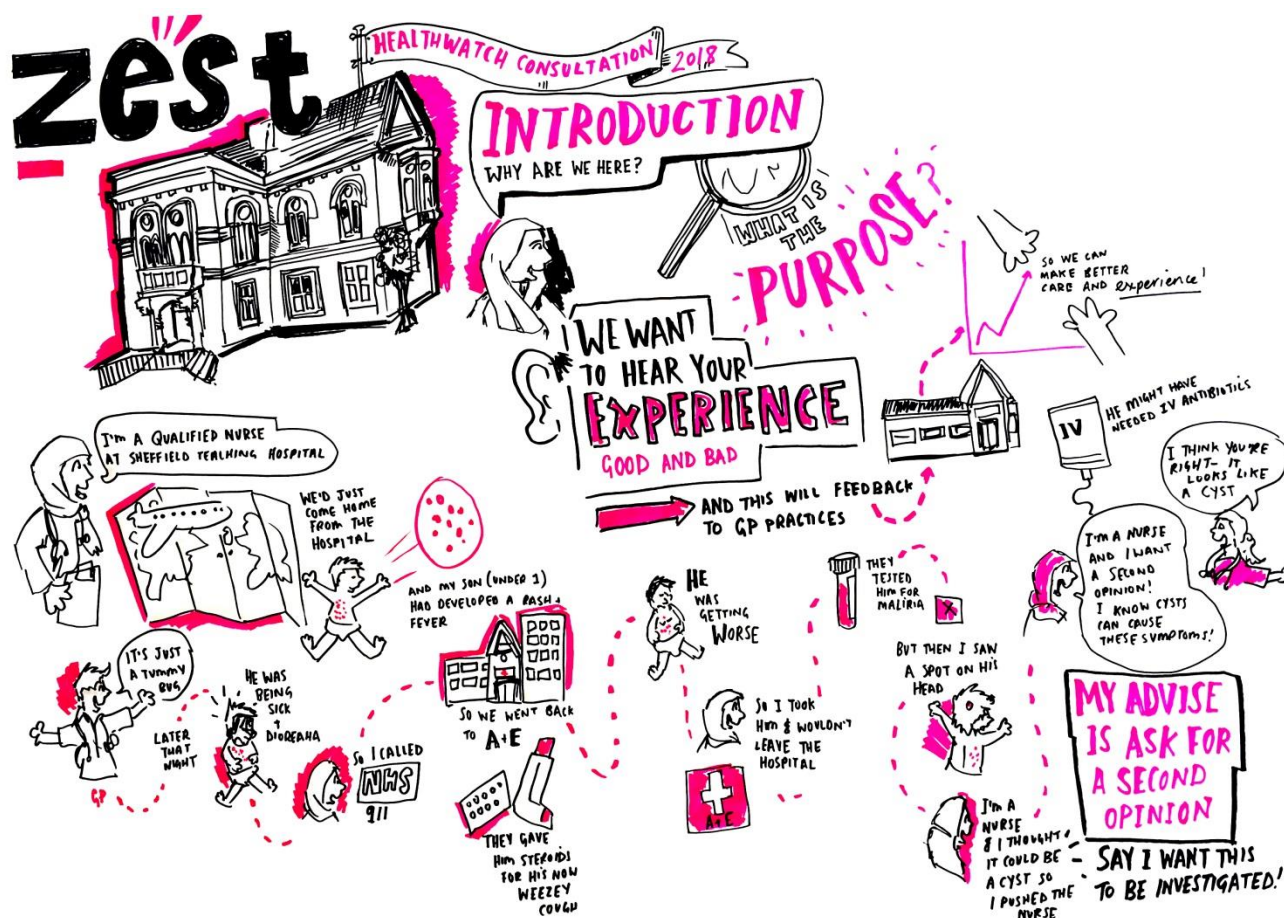 zest
HEALTHWATCH CONSULTATION 2018
INTRODUCTION
WHY ARE WE HERE?
WHAT IS
THE
PURPOSE?
WE WANT
TO HEAR YOUR
EXPERIENCE
GOOD AND BAD
AND THIS WILL FEEDBACK
TO GP PRACTICES
SO WE CAN
MAKE BETTER
CARE AND experience!
I'M A QUALIFIED NURSE
AT SHEFFIELD TEACHING HOSPITAL
WE'D JUST
COME HOME
FROM THE
HOSPITAL
AND MY SON (UNDER 1)
HAD DEVELOPED A RASH +
FEVER
IT'S JUST
A TUMMY
BUG
GP
LATER
THAT
NIGHT
HE WAS
BEING
SICK
+
DIOREAHA
SO I CALLED
NHS
911
SO WE WENT BACK
TO A+E
THEY GAVE
HIM STEROIDS
FOR HIS NOW
WEEZEY
COUGH
HE
WAS
GETTING
WORSE
SO I TOOK
HIM & WOULDN'T
LEAVE THE
HOSPITAL
A+E
THEY
TESTED
HIM FOR
MALIRIA
BUT THEN I SAW
A SPOT ON HIS
HEAD
I'M A
NURSE
& I THOUGHT
IT COULD BE
A CYST SO
I PUSHED THE
NURSE
I'M A NURSE
AND I WANT
A SECOND
OPINION!
I KNOW CYSTS
CAN CAUSE
THESE SYMPTOMS!
IV
HE MIGHT HAVE
NEEDED IV ANTIBIOTICS
I THINK YOU'RE
RIGHT- IT
LOOKS LIKE
A CYST
MY ADVISE
IS ASK FOR
A SECOND
OPINION
SAY I WANT THIS
TO BE INVESTIGATED!